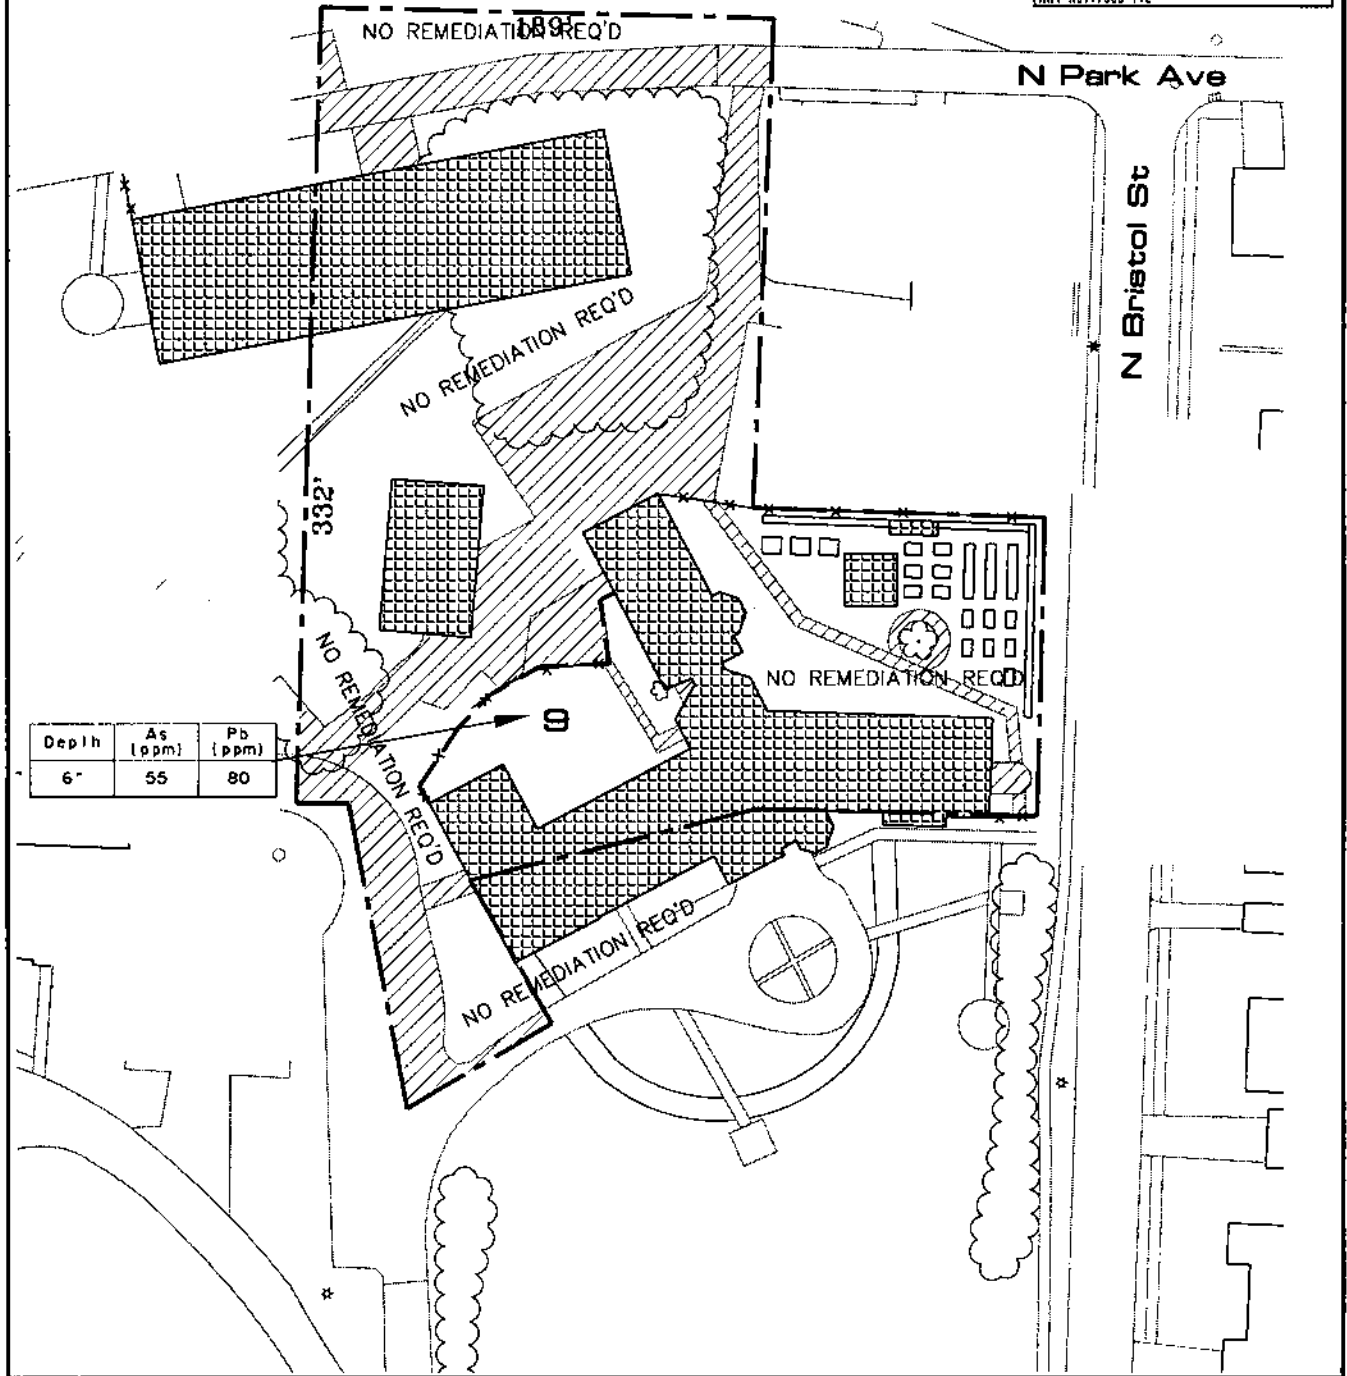 NO REMEDIATION REQ'D
189'
N Park Ave
N Bristol St
NO REMEDIATION REQ'D
332'
NO REMEDIATION REQ'D
NO REMEDIATION REQ'D
9
Depth As (ppm) Pb (ppm)
6" 55 80
NO REMEDIATION REQ'D